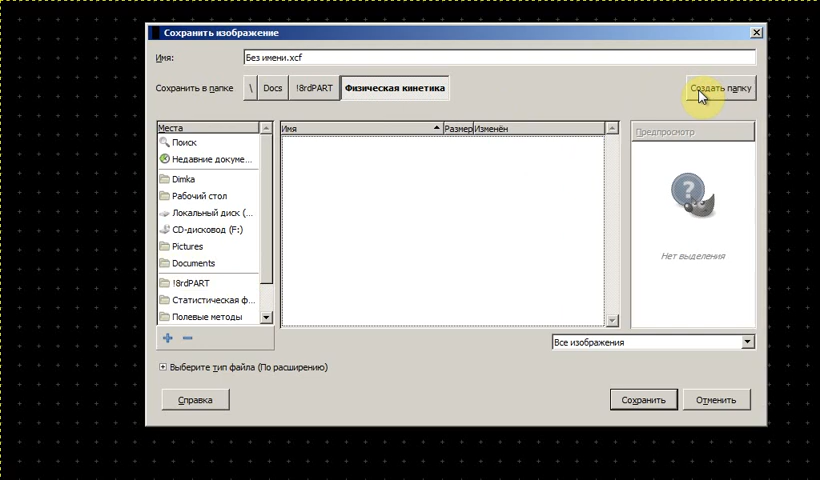 Сохранить изображение
Имя:
Без имени.xcf
Сохранить в папке
\
Docs
!8rdPART
Физическая кинетика
Создать папку
Места
Поиск
Недавние докуме...
Dimka
Рабочий стол
Локальный диск (...
CD-дисковод (F:)
Pictures
Documents
!8rdPART
Статистическая ф...
Полевые методы
Имя
Размер
Изменён
Предпросмотр
Нет выделения
Все изображения
Выберите тип файла (По расширению)
Справка
Сохранить
Отменить